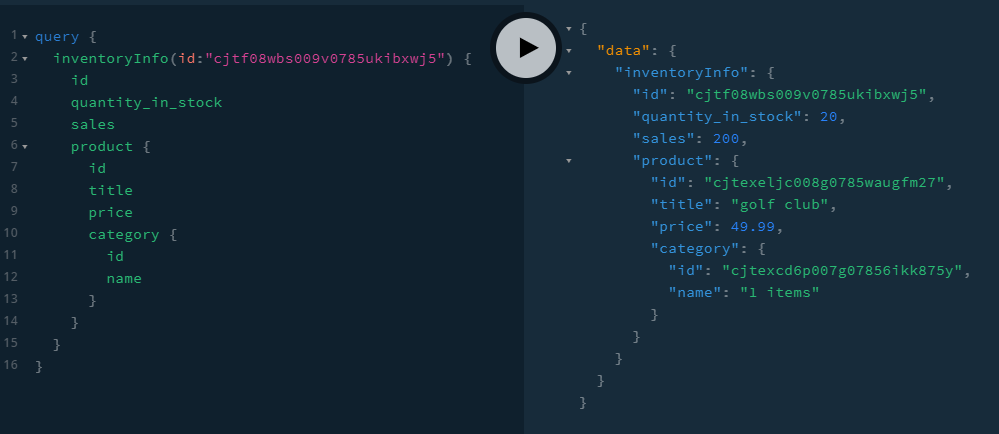 1 query {
2 inventoryInfo(id:"cjtf08wbs009v0785ukibxwj5") {
3 id
4 quantity_in_stock
5 sales
6 product {
7 id
8 title
9 price
10 category {
11 id
12 name
13 }
14 }
15 }
16 }
{
"data": {
"inventoryInfo": {
"id": "cjtf08wbs009v0785ukibxwj5",
"quantity_in_stock": 20,
"sales": 200,
"product": {
"id": "cjtexeljc008g0785waugfm27",
"title": "golf club",
"price": 49.99,
"category": {
"id": "cjtexcd6p007g07856ikk875y",
"name": "l items"
}
}
}
}
}